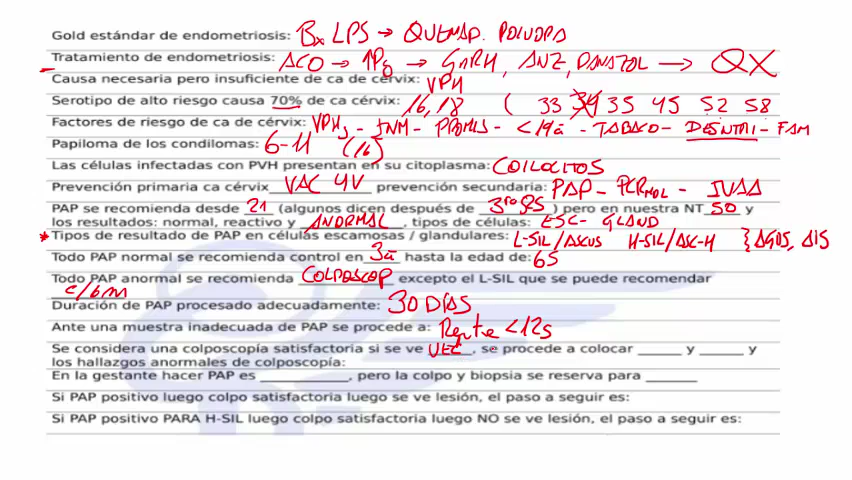 Gold estándar de endometriosis: Bx LPS → QUEMAD. POLVORA
Tratamiento de endometriosis: ACO → APg → GnRH, ANZ, DANAZOL → QX
Causa necesaria pero insuficiente de ca de cérvix: VPH
Serotipo de alto riesgo causa 70% de ca de cérvix: 16, 18 ( 33 35 45 52 58
Factores de riesgo de ca de cérvix: VPH, - INM - PROMIS - <19a - TABACO - DESNUTRI - FAM
Papiloma de los condilomas: 6-11 (16)
Las células infectadas con PVH presentan en su citoplasma: COILOCITOS
Prevención primaria ca cérvix VAC 4V prevención secundaria: PAP - PCRMOL - IVAA
PAP se recomienda desde 21 (algunos dicen después de 3ro RS) pero en nuestra NT 50 y
los resultados: normal, reactivo y ANORMAL, tipos de células: ESC - GLAND
* Tipos de resultado de PAP en células escamosas / glandulares: L-SIL/ASCUS H-SIL/ASC-H } AGUS, AIS
Todo PAP normal se recomienda control en 3a hasta la edad de: 65
Todo PAP anormal se recomienda COLPOSCOP excepto el L-SIL que se puede recomendar
c/6m
Duración de PAP procesado adecuadamente: 30 DÍAS
Ante una muestra inadecuada de PAP se procede a: Repetir <12s
Se considera una colposcopía satisfactoria si se ve UEC, se procede a colocar ______ y ______ y
los hallazgos anormales de colposcopía:
En la gestante hacer PAP es ____________, pero la colpo y biopsia se reserva para _______
Si PAP positivo luego colpo satisfactoria luego se ve lesión, el paso a seguir es:
Si PAP positivo PARA H-SIL luego colpo satisfactoria luego NO se ve lesión, el paso a seguir es: